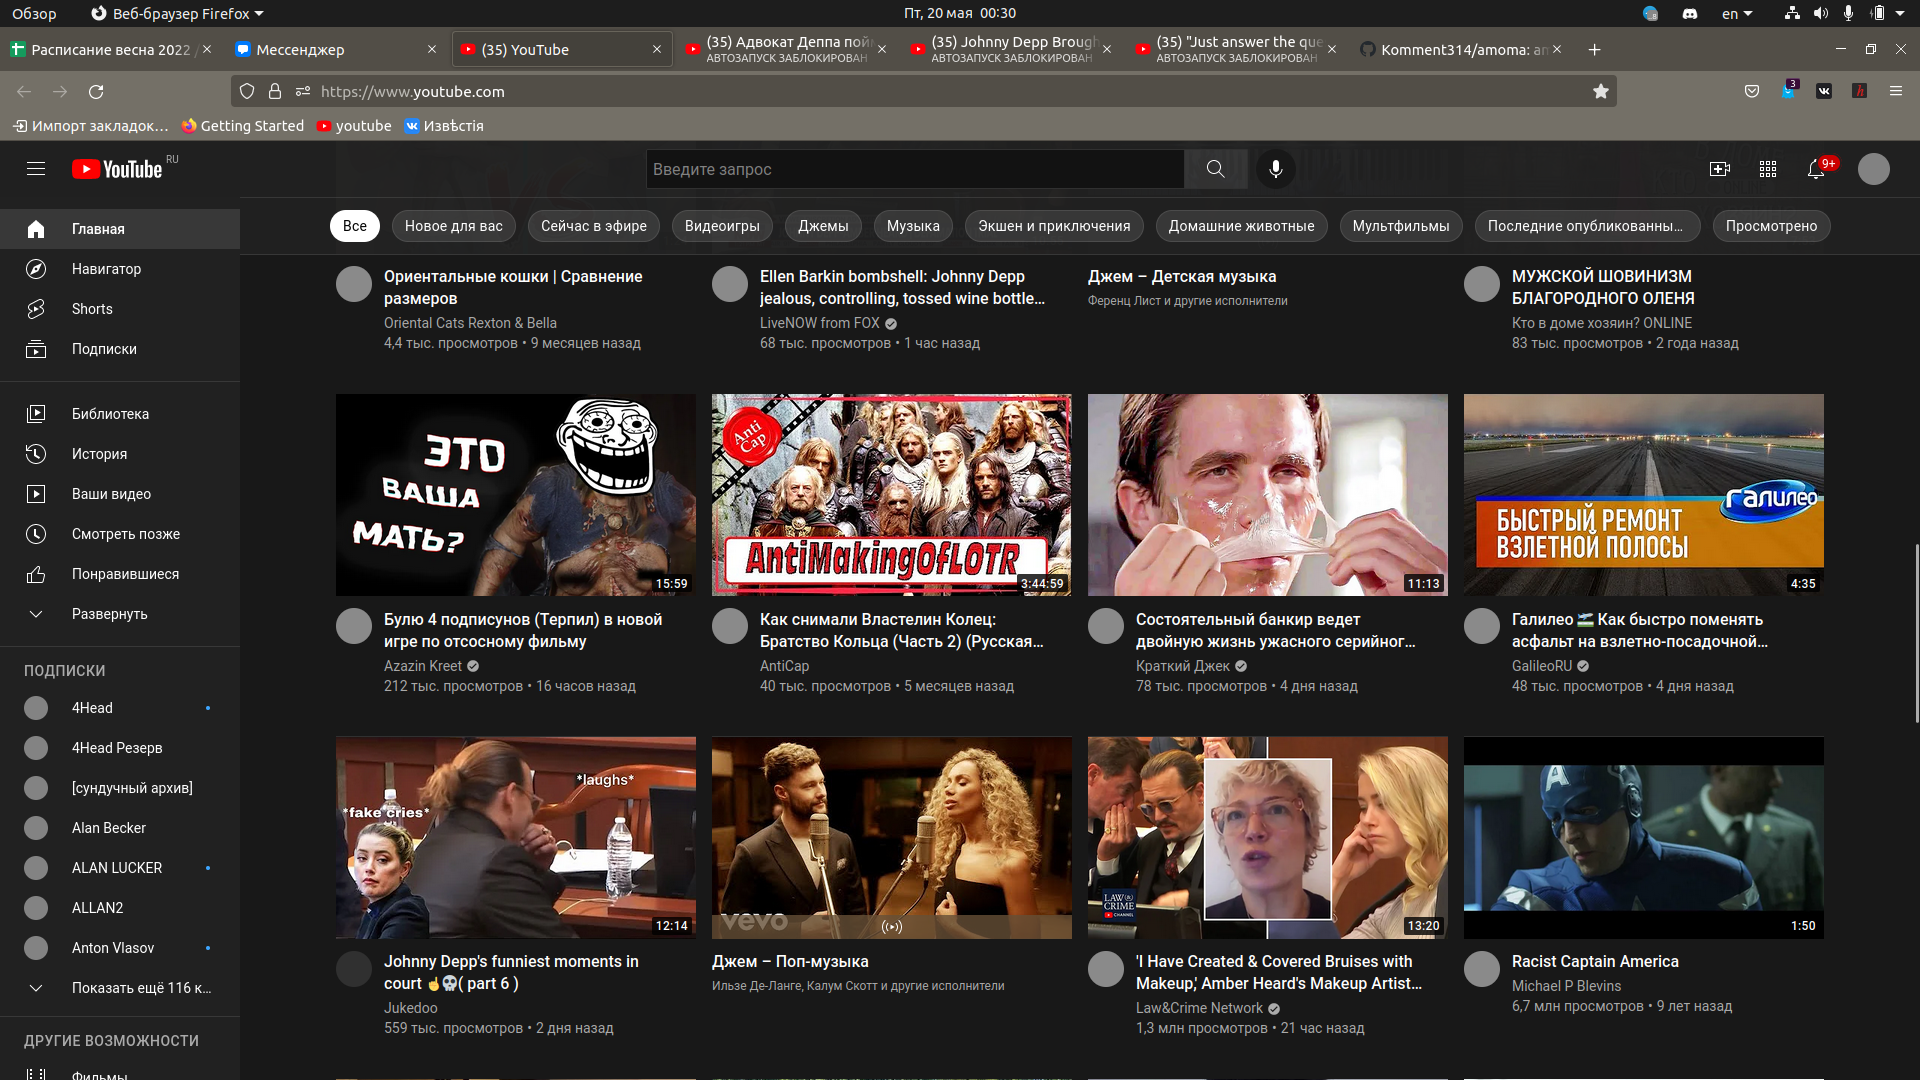 Обзор
Веб-браузер Firefox
Пт, 20 мая 00:30
en
Расписание весна 2022
Мессенджер
(35) YouTube
(35) Адвокат Деппа
АВТОЗАПУСК ЗАБЛОКИРОВАН
(35) Johnny Depp Brough
АВТОЗАПУСК ЗАБЛОКИРОВАН
(35) "Just answer the que
АВТОЗАПУСК ЗАБЛОКИРОВАН
Komment314/amoma: an
https://www.youtube.com
3
Импорт закладок...
Getting Started
youtube
Извѣстія
YouTube RU
Введите запрос
9+
Главная
Навигатор
Shorts
Подписки
Библиотека
История
Ваши видео
Смотреть позже
Понравившиеся
Развернуть
ПОДПИСКИ
4Head
4Head Резерв
[сундучный архив]
Alan Becker
ALAN LUCKER
ALLAN2
Anton Vlasov
Показать ещё 116 к...
ДРУГИЕ ВОЗМОЖНОСТИ
Фильмы
Все
Новое для вас
Сейчас в эфире
Видеоигры
Джемы
Музыка
Экшен и приключения
Домашние животные
Мультфильмы
Последние опубликованны...
Просмотрено
Ориентальные кошки | Сравнение
размеров
Oriental Cats Rexton & Bella
4,4 тыс. просмотров • 9 месяцев назад
Ellen Barkin bombshell: Johnny Depp
jealous, controlling, tossed wine bottle...
LiveNOW from FOX
68 тыс. просмотров • 1 час назад
Джем – Детская музыка
Ференц Лист и другие исполнители
МУЖСКОЙ ШОВИНИЗМ
БЛАГОРОДНОГО ОЛЕНЯ
Кто в доме хозяин? ONLINE
83 тыс. просмотров • 2 года назад
ЭТО
ВАША
МАТЬ?
15:59
Булю 4 подписунов (Терпил) в новой
игре по отсосному фильму
Azazin Kreet
212 тыс. просмотров • 16 часов назад
Anti
Cap
AntiMakingOfLOTR
3:44:59
Как снимали Властелин Колец:
Братство Кольца (Часть 2) (Русская...
AntiCap
40 тыс. просмотров • 5 месяцев назад
11:13
Состоятельный банкир ведет
двойную жизнь ужасного серийног...
Краткий Джек
78 тыс. просмотров • 4 дня назад
галилео
БЫСТРЫЙ РЕМОНТ
ВЗЛЕТНОЙ ПОЛОСЫ
4:35
Галилео 🛫 Как быстро поменять
асфальт на взлетно-посадочной...
GalileoRU
48 тыс. просмотров • 4 дня назад
*laughs*
*fake cries*
12:14
Johnny Depp's funniest moments in
court ☝💀( part 6 )
Jukedoo
559 тыс. просмотров • 2 дня назад
vevo
Джем – Поп-музыка
Ильзе Де-Ланге, Калум Скотт и другие исполнители
LAW&
CRIME
CHANNEL
13:20
'I Have Created & Covered Bruises with
Makeup,' Amber Heard's Makeup Artist...
Law&Crime Network
1,3 млн просмотров • 21 час назад
A
1:50
Racist Captain America
Michael P Blevins
6,7 млн просмотров • 9 лет назад